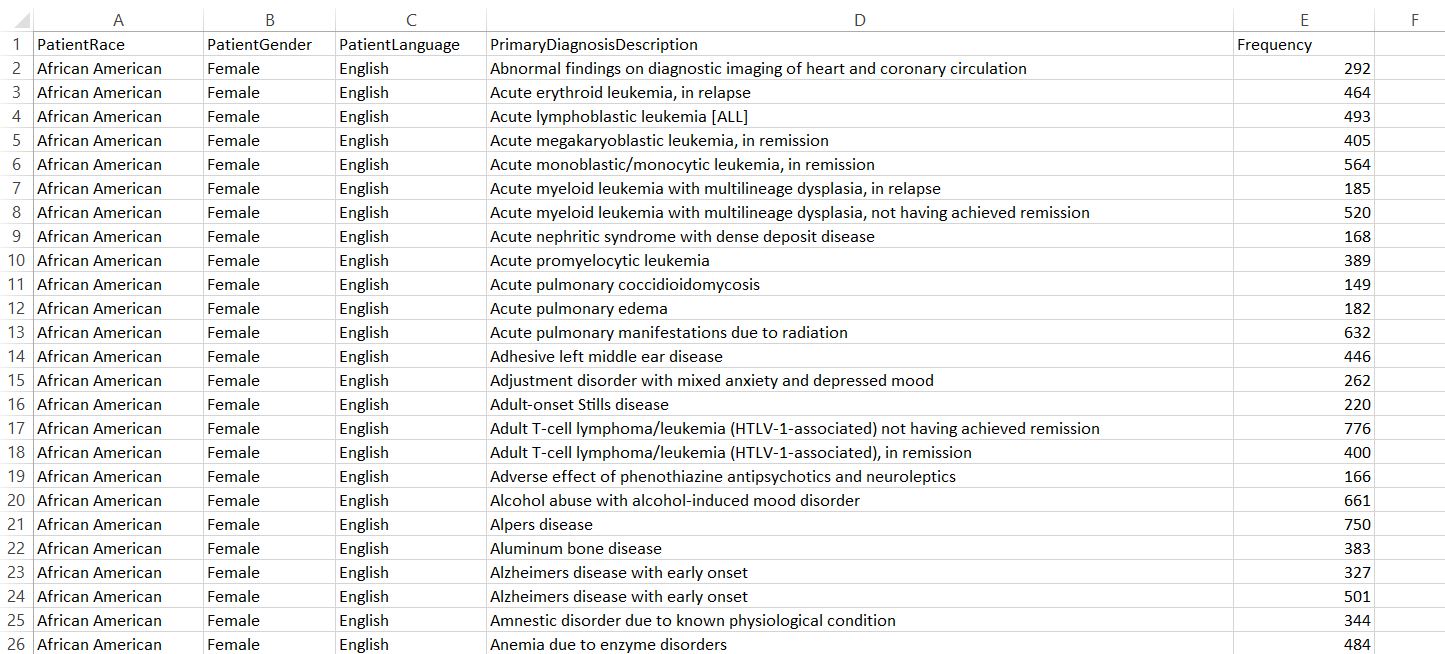 A B C D E F
1 PatientRace PatientGender PatientLanguage PrimaryDiagnosisDescription Frequency
2 African American Female English Abnormal findings on diagnostic imaging of heart and coronary circulation 292
3 African American Female English Acute erythroid leukemia, in relapse 464
4 African American Female English Acute lymphoblastic leukemia [ALL] 493
5 African American Female English Acute megakaryoblastic leukemia, in remission 405
6 African American Female English Acute monoblastic/monocytic leukemia, in remission 564
7 African American Female English Acute myeloid leukemia with multilineage dysplasia, in relapse 185
8 African American Female English Acute myeloid leukemia with multilineage dysplasia, not having achieved remission 520
9 African American Female English Acute nephritic syndrome with dense deposit disease 168
10 African American Female English Acute promyelocytic leukemia 389
11 African American Female English Acute pulmonary coccidioidomycosis 149
12 African American Female English Acute pulmonary edema 182
13 African American Female English Acute pulmonary manifestations due to radiation 632
14 African American Female English Adhesive left middle ear disease 446
15 African American Female English Adjustment disorder with mixed anxiety and depressed mood 262
16 African American Female English Adult-onset Stills disease 220
17 African American Female English Adult T-cell lymphoma/leukemia (HTLV-1-associated) not having achieved remission 776
18 African American Female English Adult T-cell lymphoma/leukemia (HTLV-1-associated), in remission 400
19 African American Female English Adverse effect of phenothiazine antipsychotics and neuroleptics 166
20 African American Female English Alcohol abuse with alcohol-induced mood disorder 661
21 African American Female English Alpers disease 750
22 African American Female English Aluminum bone disease 383
23 African American Female English Alzheimers disease with early onset 327
24 African American Female English Alzheimers disease with early onset 501
25 African American Female English Amnestic disorder due to known physiological condition 344
26 African American Female English Anemia due to enzyme disorders 484